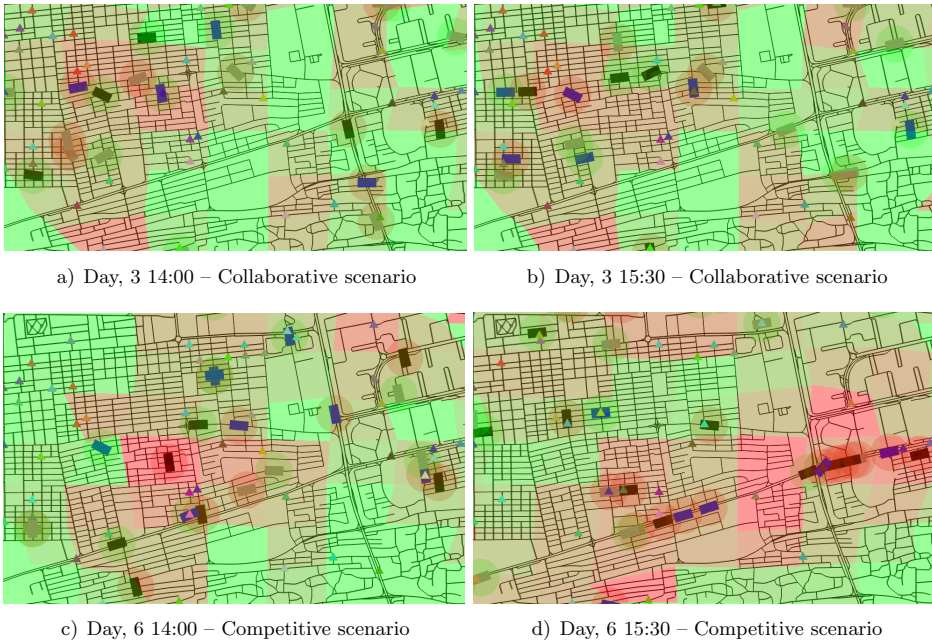 a) Day, 3 14:00 – Collaborative scenario
b) Day, 3 15:30 – Collaborative scenario
c) Day, 6 14:00 – Competitive scenario
d) Day, 6 15:30 – Competitive scenario